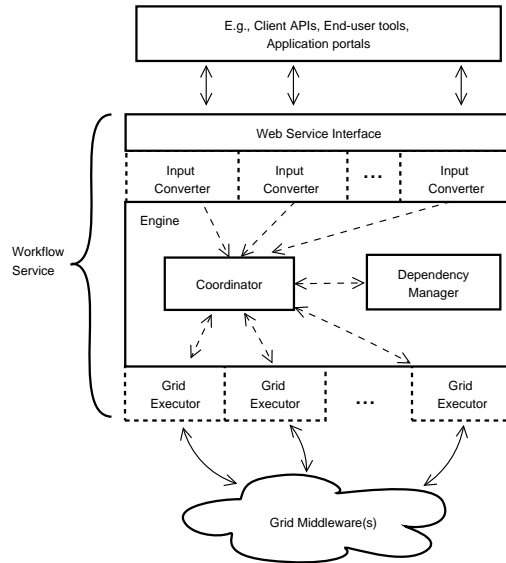 E.g., Client APIs, End-user tools,
Application portals
Web Service Interface
Input
Converter
Input
Converter
...
Input
Converter
Engine
Workflow
Service
Coordinator
Dependency
Manager
Grid
Executor
Grid
Executor
...
Grid
Executor
Grid Middleware(s)